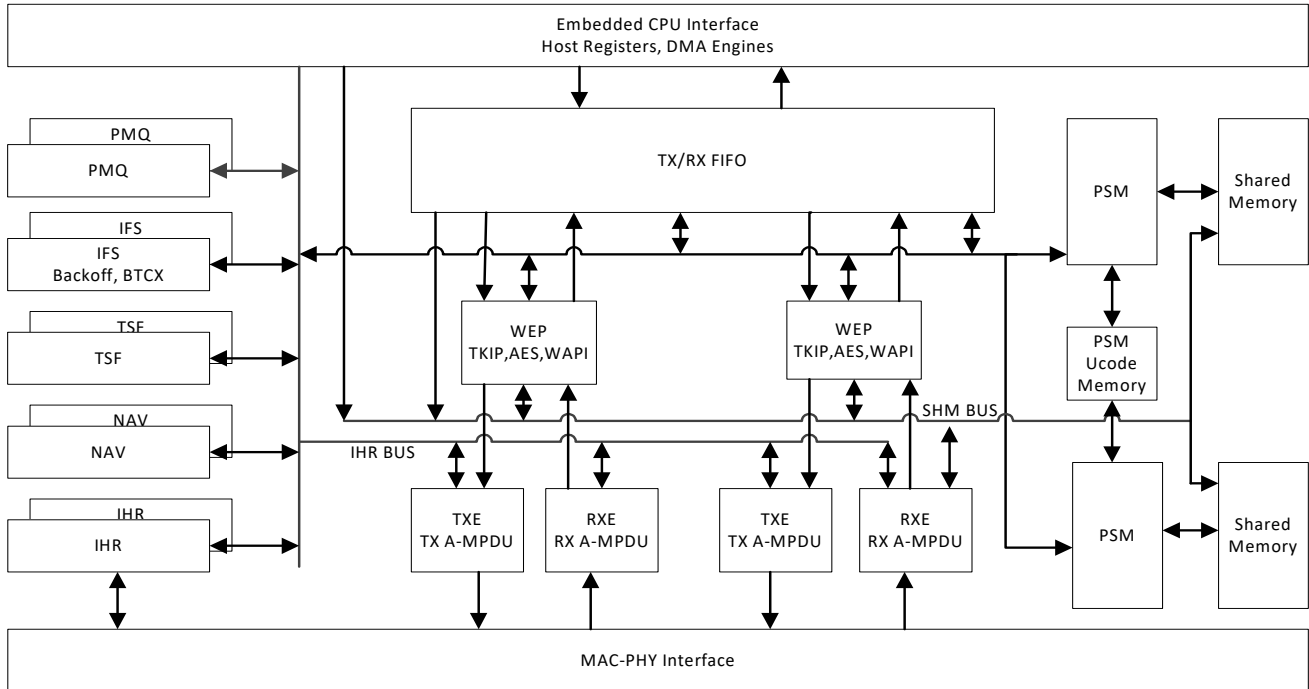 Embedded CPU Interface
Host Registers, DMA Engines
PMQ
PMQ
TX/RX FIFO
PSM
Shared
Memory
IFS
IFS
Backoff, BTCX
WEP
TKIP,AES,WAPI
WEP
TKIP,AES,WAPI
TSF
TSF
PSM
Ucode
Memory
NAV
NAV
SHM BUS
IHR BUS
IHR
IHR
TXE
TX A-MPDU
RXE
RX A-MPDU
TXE
TX A-MPDU
RXE
RX A-MPDU
PSM
Shared
Memory
MAC-PHY Interface